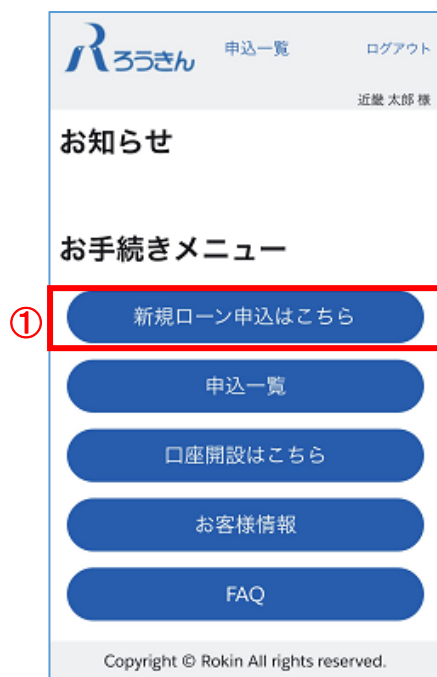 ろうきん 申込一覧 ログアウト
近畿 太郎 様
お知らせ
お手続きメニュー
① 新規ローン申込はこちら
申込一覧
口座開設はこちら
お客様情報
FAQ
Copyright © Rokin All rights reserved.